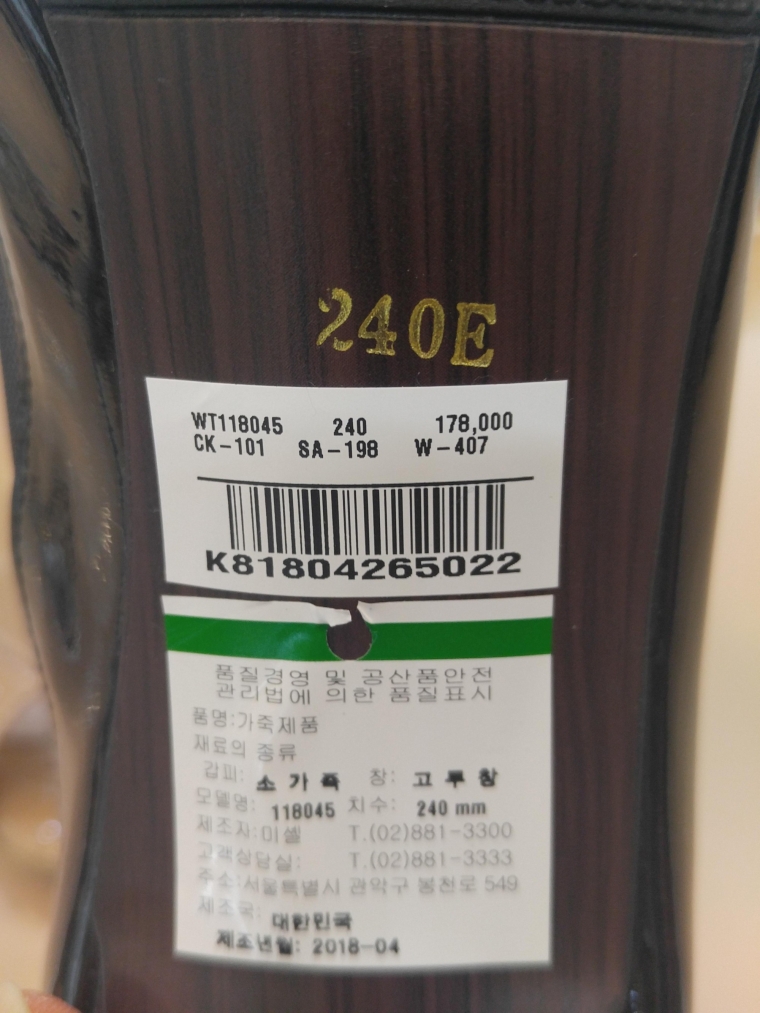 240E
WT118045 240 178,000
CK-101 SA-198 W-407
K81804265022
품질경영 및 공산품안전
관리법에 의한 품질표시
품명:가죽제품
재료의 종류
갑피: 소가죽 창: 고무창
모델명: 118045 치수: 240 mm
제조자:미셸 T.(02)881-3300
고객상담실: T.(02)881-3333
주소:서울특별시 관악구 봉천로 549
제조국: 대한민국
제조년월: 2018-04